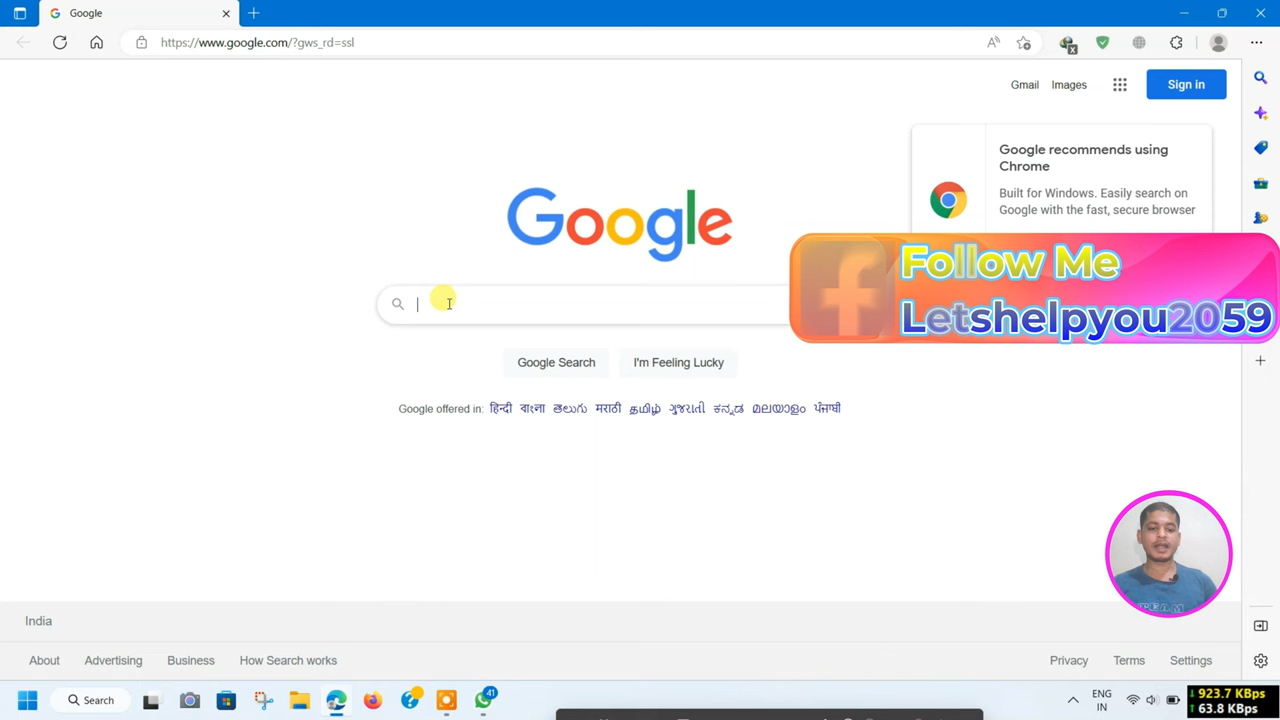 Google
https://www.google.com/?gws_rd=ssl
Gmail Images Sign in
Google recommends using
Chrome
Built for Windows. Easily search on
Google with the fast, secure browser
Google
Follow Me
Letshelpyou2059
Google Search I'm Feeling Lucky
Google offered in: हिन्दी বাংলা తెలుగు मराठी தமிழ் ગુજરાતી ಕನ್ನಡ മലയാളം ਪੰਜਾਬੀ
TEAM
India
About Advertising Business How Search works Privacy Terms Settings
Search 41 ENG
IN
923.7 KBps
63.8 KBps